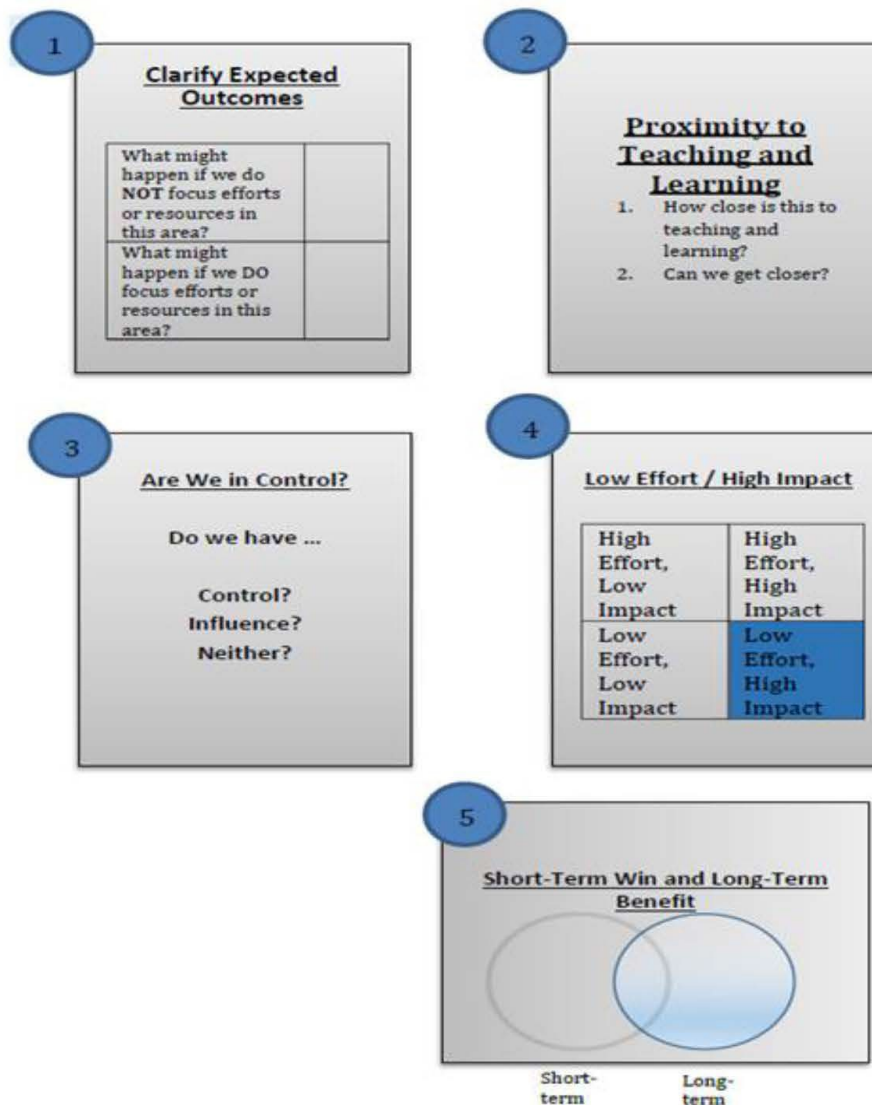 1
Clarify Expected
Outcomes
What might
happen if we do
NOT focus efforts
or resources in
this area?
What might
happen if we DO
focus efforts or
resources in this
area?
2
Proximity to
Teaching and
Learning
1. How close is this to
teaching and
learning?
2. Can we get closer?
3
Are We in Control?
Do we have ...
Control?
Influence?
Neither?
4
Low Effort / High Impact
High
Effort,
Low
Impact
High
Effort,
High
Impact
Low
Effort,
Low
Impact
Low
Effort,
High
Impact
5
Short-Term Win and Long-Term
Benefit
Short-
term
Long-
term